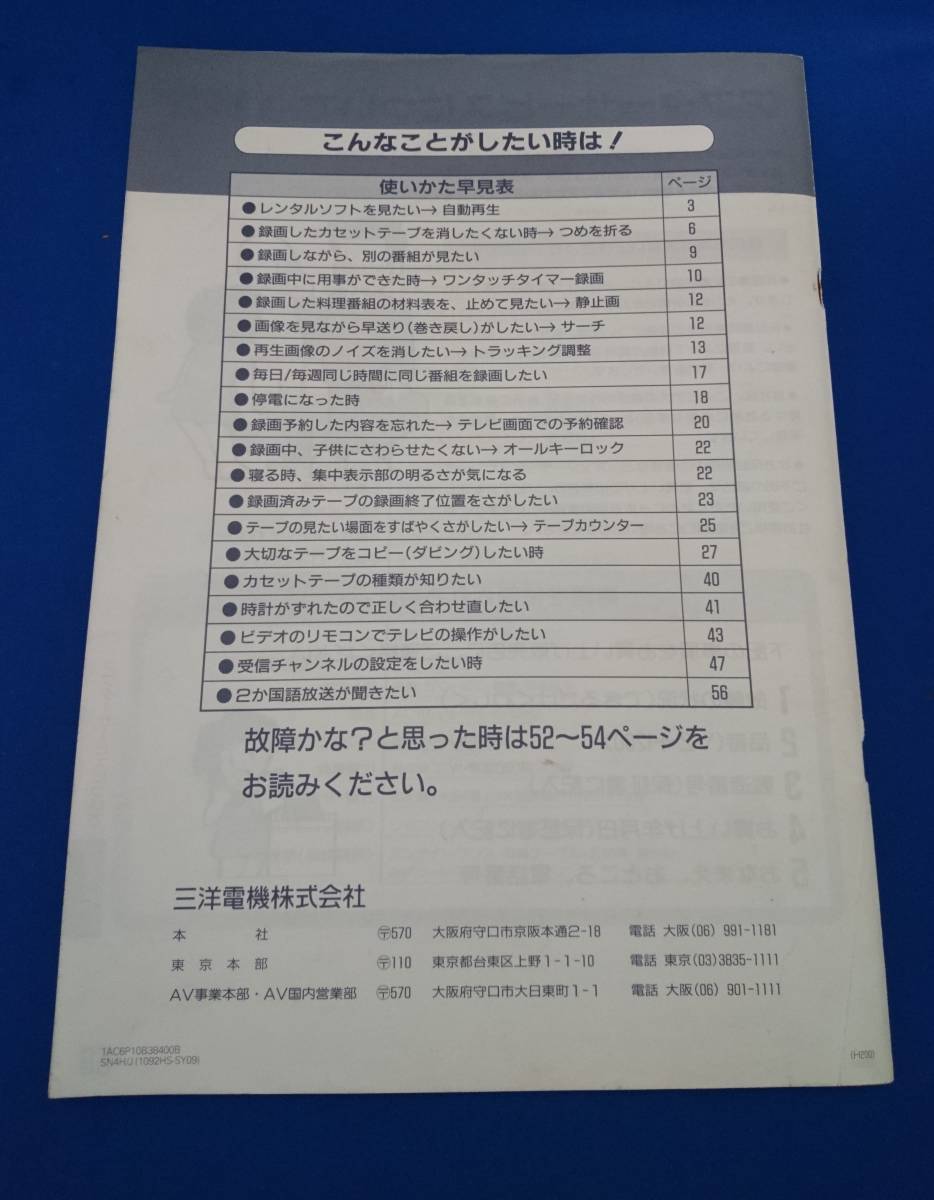 こんなことがしたい時は!
使いかた早見表 ページ
●レンタルソフトを見たい→自動再生 3
●録画したカセットテープを消したくない時→つめを折る 6
●録画しながら、別の番組が見たい 9
●録画中に用事ができた時→ワンタッチタイマー録画 10
●録画した料理番組の材料表を、止めて見たい→静止画 12
●画像を見ながら早送り(巻き戻し)がしたい→サーチ 12
●再生画像のノイズを消したい→トラッキング調整 13
●毎日/毎週同じ時間に同じ番組を録画したい 17
●停電になった時 18
●録画予約した内容を忘れた→テレビ画面での予約確認 20
●録画中、子供にさわらせたくない→オールキーロック 22
●寝る時、集中表示部の明るさが気になる 22
●録画済みテープの録画終了位置をさがしたい 23
●テープの見たい場面をすばやくさがしたい→テープカウンター 25
●大切なテープをコピー(ダビング)したい時 27
●カセットテープの種類が知りたい 40
●時計がずれたので正しく合わせ直したい 41
●ビデオのリモコンでテレビの操作がしたい 43
●受信チャンネルの設定をしたい時 47
●2か国語放送が聞きたい 56
故障かな?と思った時は52〜54ページを
お読みください。
三洋電機株式会社
本社 〶570 大阪府守口市京阪本通2-18 電話 大阪(06) 991-1181
東京本部 〶110 東京都台東区上野1-1-10 電話 東京(03)3835-1111
AV事業本部・AV国内営業部 〶570 大阪府守口市大日東町1-1 電話 大阪(06) 901-1111
1AC6P10B38400B
SN4H/J (1092HS-SY09)
(H200)